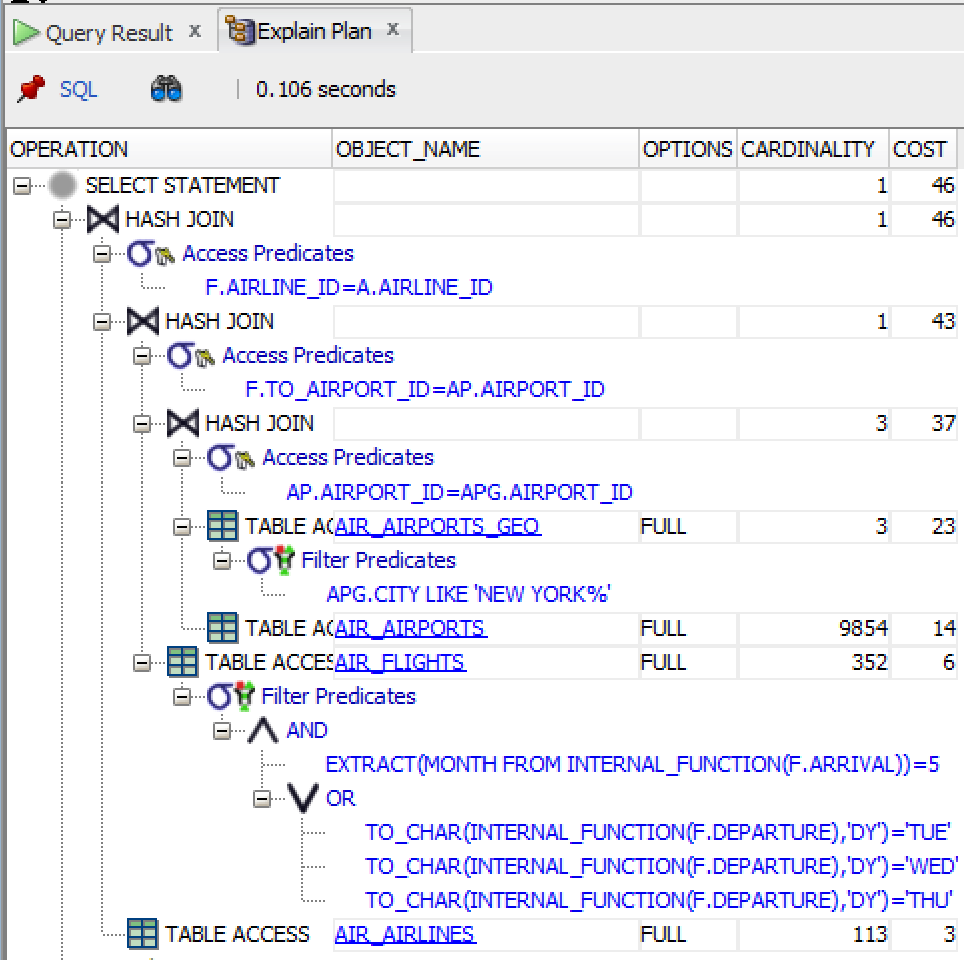 Query Result x Explain Plan x
SQL | 0.106 seconds
OPERATION OBJECT_NAME OPTIONS CARDINALITY COST
SELECT STATEMENT 1 46
HASH JOIN 1 46
Access Predicates
F.AIRLINE_ID=A.AIRLINE_ID
HASH JOIN 1 43
Access Predicates
F.TO_AIRPORT_ID=AP.AIRPORT_ID
HASH JOIN 3 37
Access Predicates
AP.AIRPORT_ID=APG.AIRPORT_ID
TABLE AC AIR_AIRPORTS_GEO FULL 3 23
Filter Predicates
APG.CITY LIKE 'NEW YORK%'
TABLE AC AIR_AIRPORTS FULL 9854 14
TABLE ACCES AIR_FLIGHTS FULL 352 6
Filter Predicates
AND
EXTRACT(MONTH FROM INTERNAL_FUNCTION(F.ARRIVAL))=5
OR
TO_CHAR(INTERNAL_FUNCTION(F.DEPARTURE),'DY')='TUE'
TO_CHAR(INTERNAL_FUNCTION(F.DEPARTURE),'DY')='WED'
TO_CHAR(INTERNAL_FUNCTION(F.DEPARTURE),'DY')='THU'
TABLE ACCESS AIR_AIRLINES FULL 113 3